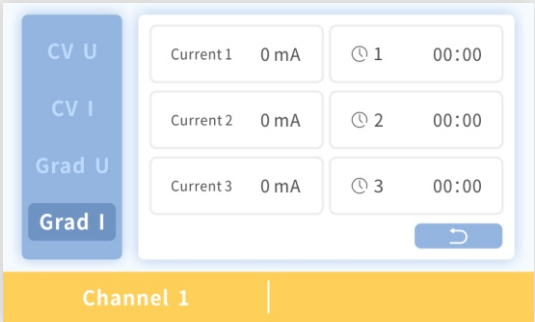 CV U
CV I
Grad U
Grad I
Current 1 0 mA 1 00:00
Current 2 0 mA 2 00:00
Current 3 0 mA 3 00:00
Channel 1